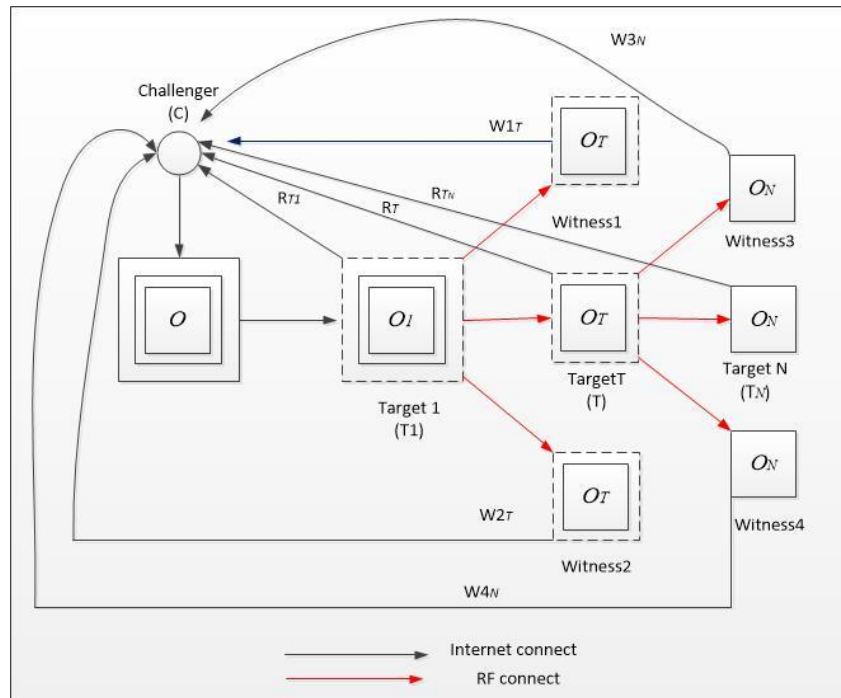 W3N
Challenger
(C)
W1T
OT
RT1
RT
RTN
ON
Witness1
Witness3
O
O1
OT
ON
Target 1
(T1)
TargetT
(T)
Target N
(TN)
OT
ON
W2T
Witness2
Witness4
W4N
Internet connect
RF connect